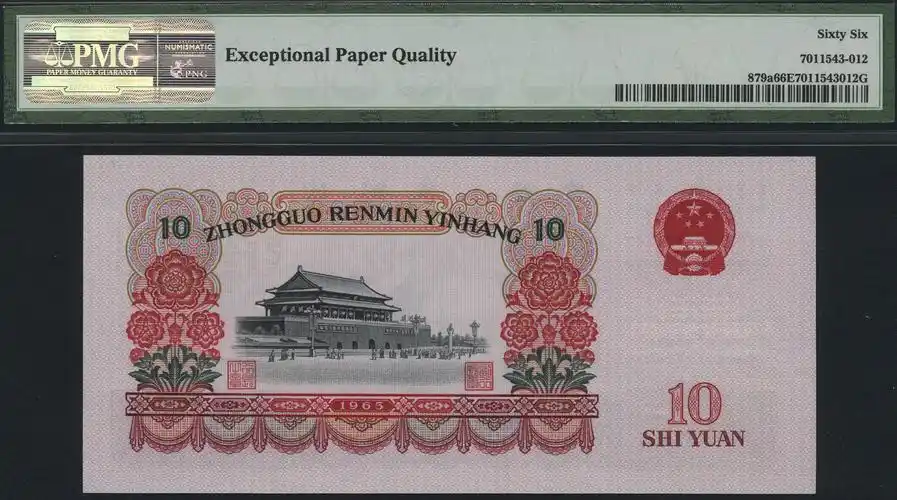 PMG
PAPER MONEY GUARANTY
NUMISMATIC
PNG
Exceptional Paper Quality
Sixty Six
7011543-012
879a66E7011543012G
10
ZHONGGUO RENMIN YINHANG
10
1965
10
SHI YUAN